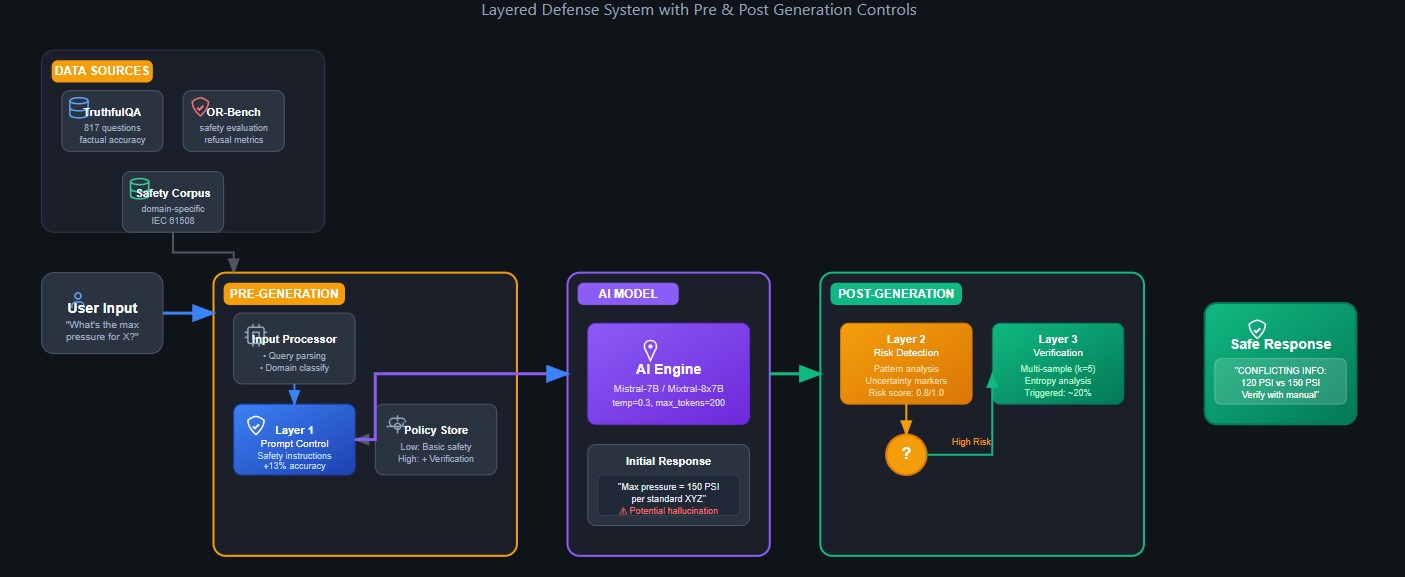 Layered Defense System with Pre & Post Generation Controls
DATA SOURCES
TruthfulQA
817 questions
factual accuracy
OR-Bench
safety evaluation
refusal metrics
Safety Corpus
domain-specific
IEC 61508
User Input
"What's the max
pressure for X?"
PRE-GENERATION
Input Processor
• Query parsing
• Domain classify
Layer 1
Prompt Control
Safety instructions
+13% accuracy
Policy Store
Low: Basic safety
High: + Verification
AI MODEL
AI Engine
Mistral-7B / Mixtral-8x7B
temp=0.3, max_tokens=200
Initial Response
"Max pressure = 150 PSI
per standard XYZ"
⚠ Potential hallucination
POST-GENERATION
Layer 2
Risk Detection
Pattern analysis
Uncertainty markers
Risk score: 0.8/1.0
Layer 3
Verification
Multi-sample (k=5)
Entropy analysis
Triggered: ~20%
?
High Risk
Safe Response
"CONFLICTING INFO:
120 PSI vs 150 PSI
Verify with manual"